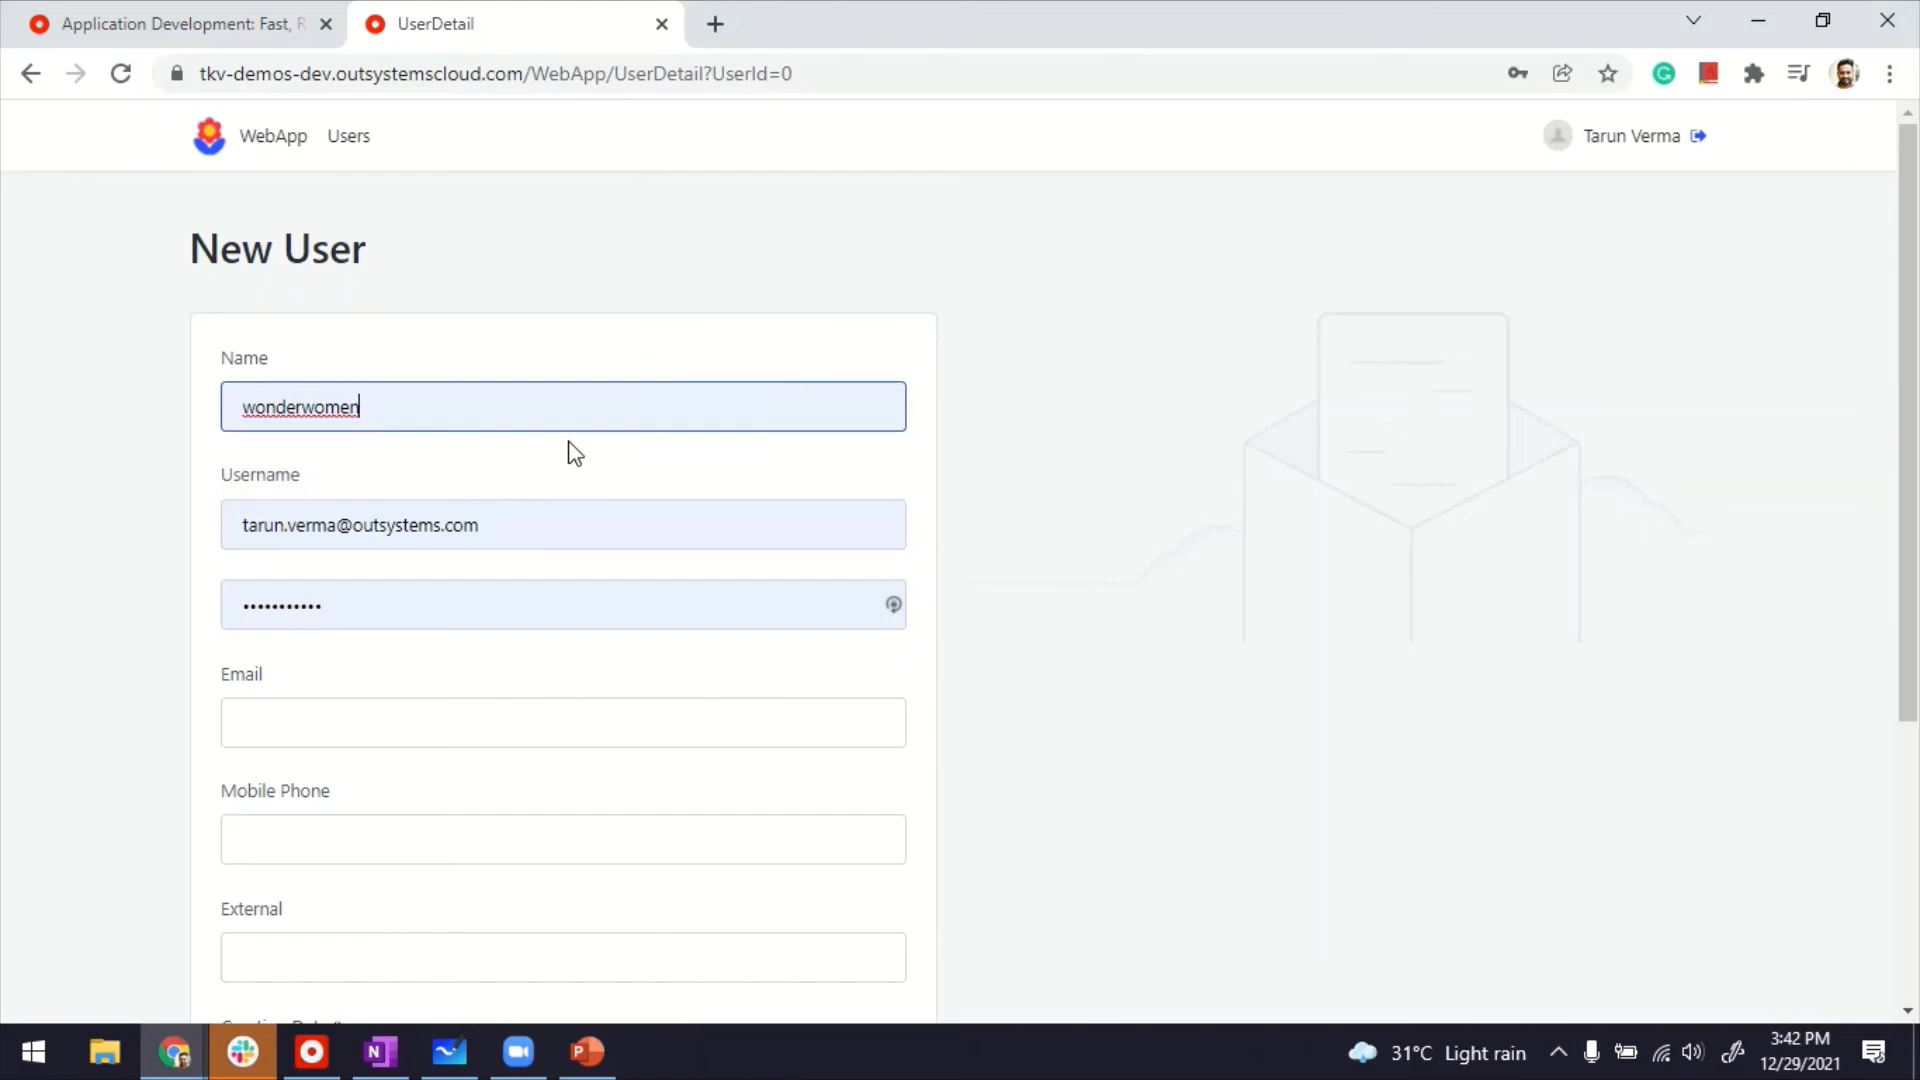 Application Development: Fast, R
UserDetail
tkv-demos-dev.outsystemscloud.com/WebApp/UserDetail?UserId=0
WebApp Users
Tarun Verma
New User
Name
wonderwomen
Username
tarun.verma@outsystems.com
•••••••••••
Email
Mobile Phone
External
31°C Light rain
3:42 PM
12/29/2021